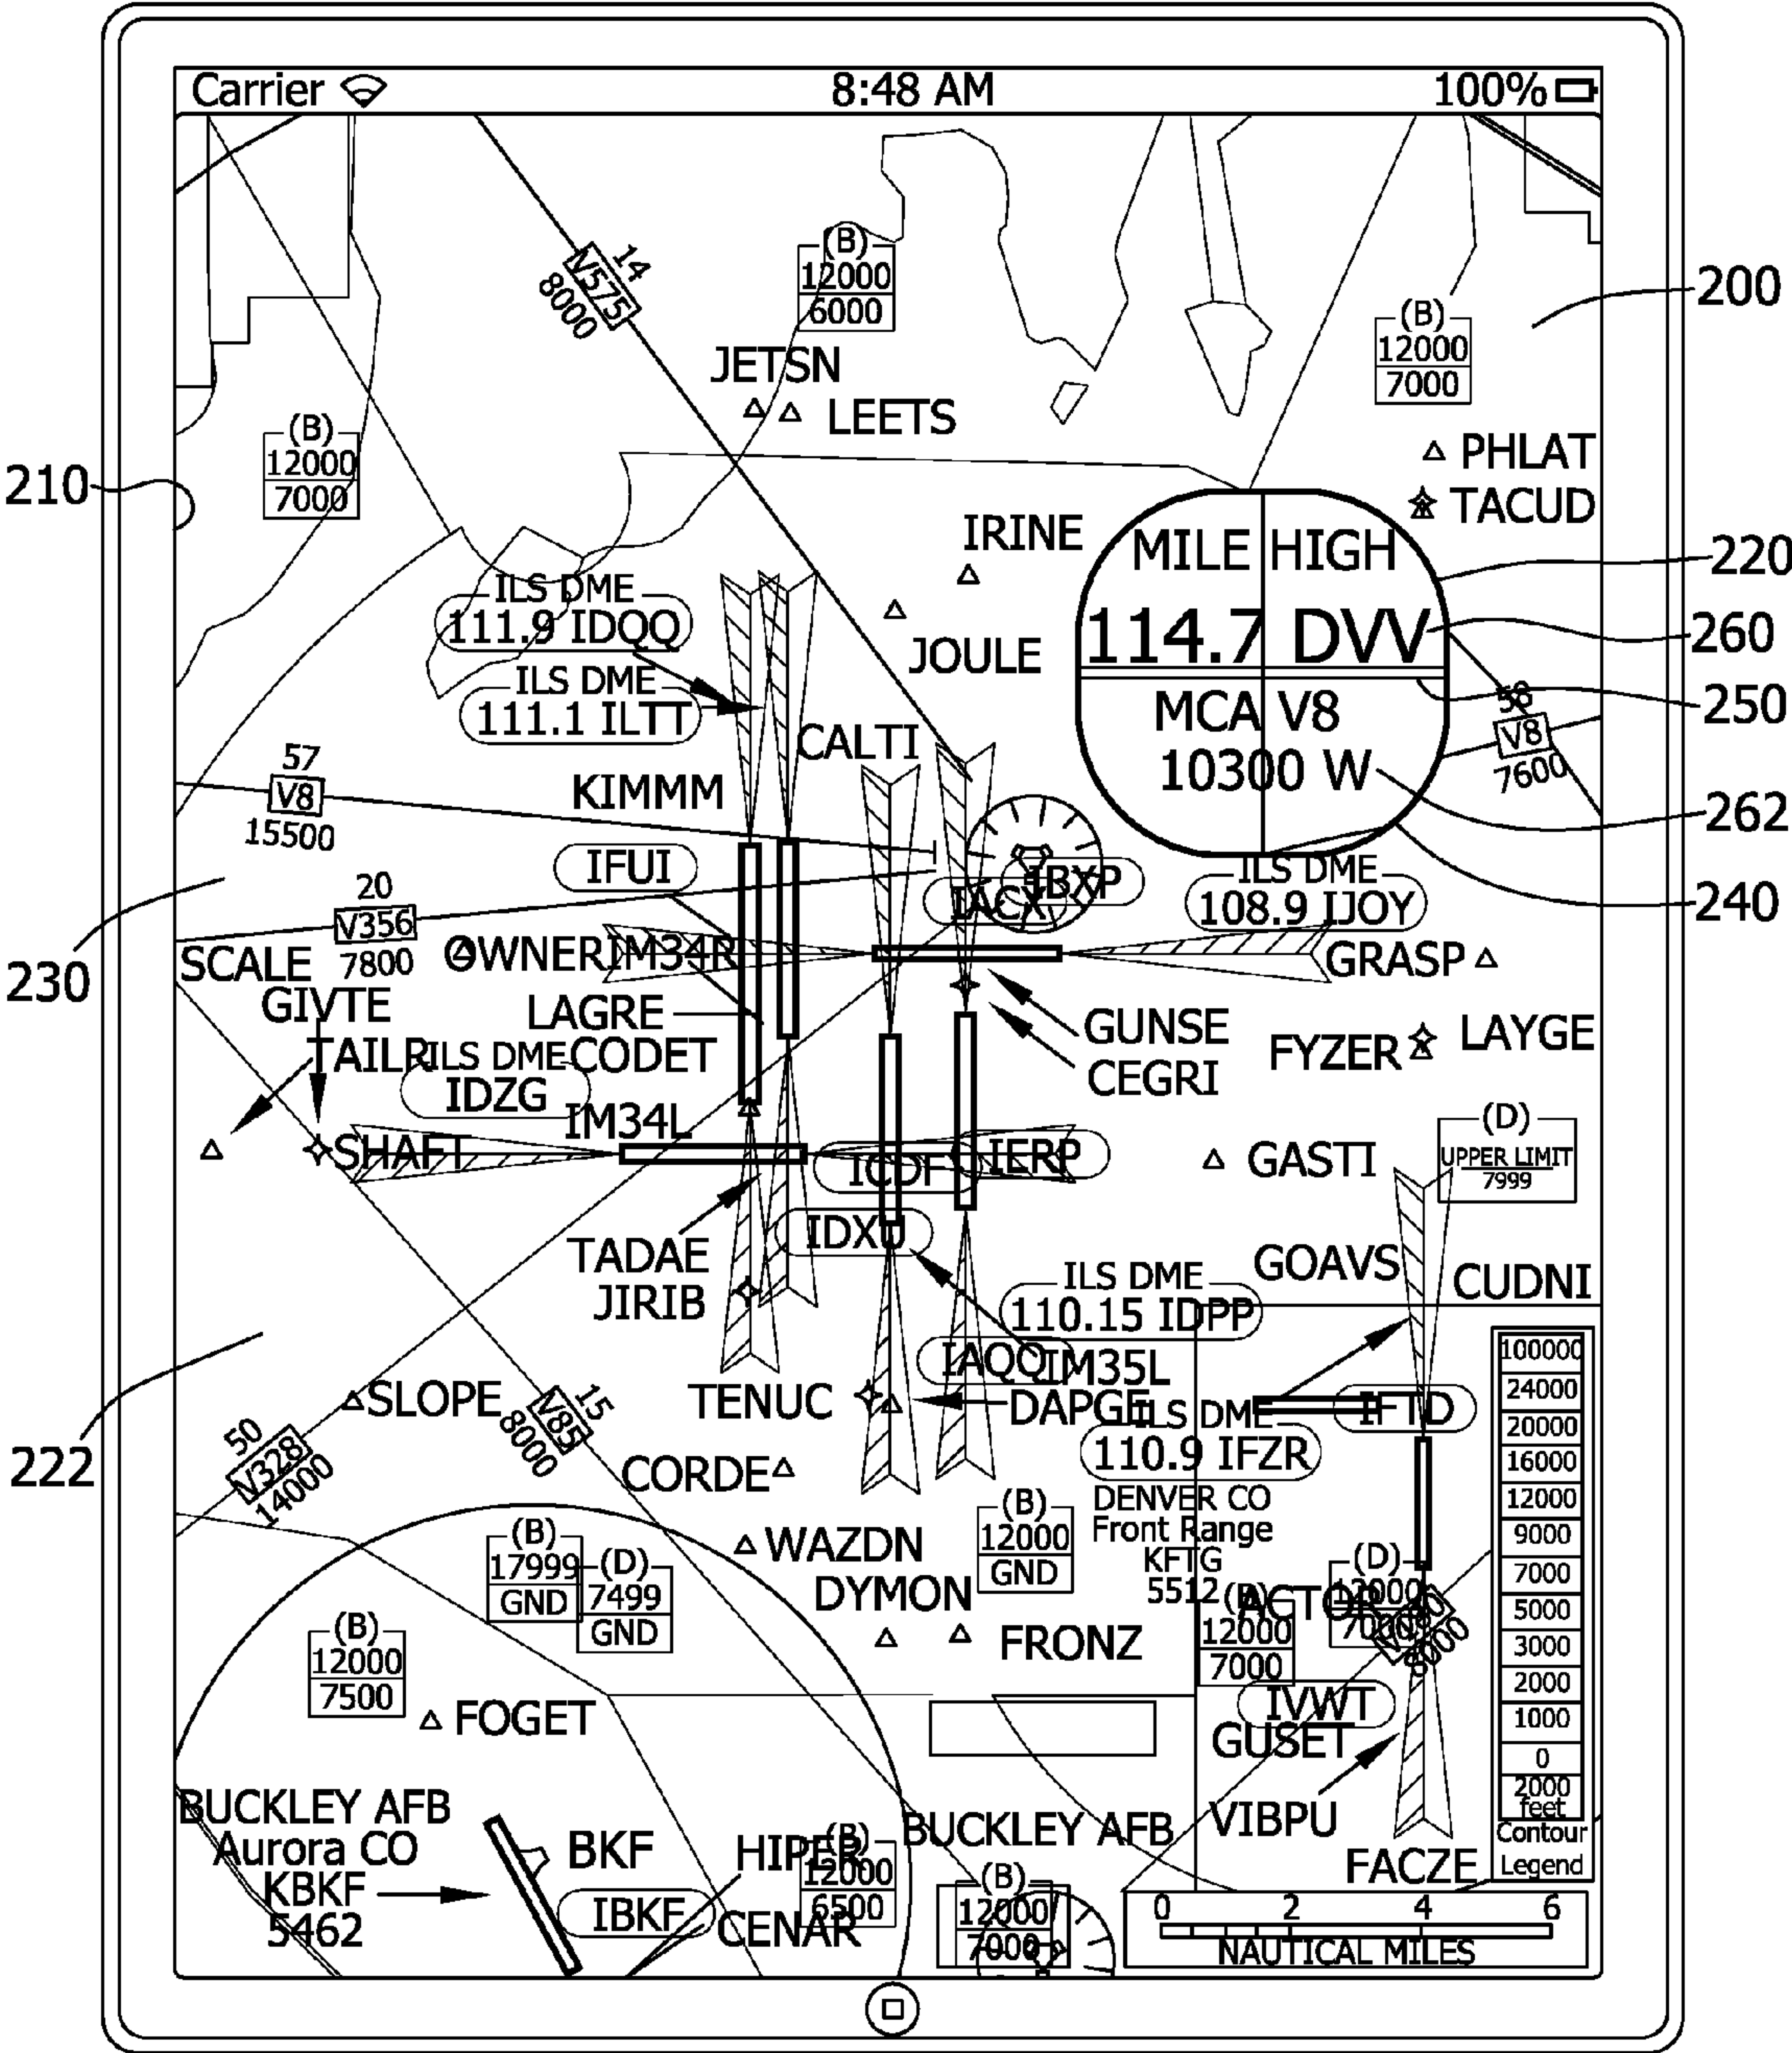 Carrier
8:48 AM
100%
14
V575
8000
(B)
12000
6000
200
(B)
12000
7000
JETSN
LEETS
(B)
12000
7000
210
PHLAT
TACUD
IRINE
MILE HIGH
220
114.7 DVV
260
ILS DME
111.9 IDQQ
JOULE
ILS DME
111.1 ILTT
MCA V8
10300 W
250
58
V8
7600
CALTI
57
V8
15500
KIMMM
262
IFUI
IBXP
IACX
ILS DME
108.9 IJOY
240
20
V356
7800
230
SCALE
OWNER
IM34R
GRASP
GIVTE
LAGRE
GUNSE
LAYGE
TAILR
ILS DME
IDZG
CODET
CEGRI
FYZER
IM34L
SHAFT
ICDF
IERP
GASTI
(D)
UPPER LIMIT
7999
TADAE
IDXU
JIRIB
GOAVS
CUDNI
ILS DME
110.15 IDPP
IAQQ
IM35L
222
SLOPE
15
V85
8000
TENUC
DAPGE
IFTD
50
V328
14000
CORDE
ILS DME
110.9 IFZR
DENVER CO
Front Range
KFTG
5512
(B)
12000
GND
WAZDN
(B)
17999
GND
(D)
7499
GND
DYMON
FRONZ
ACTOR
(D)
12000
7000
8000
(B)
12000
7000
(B)
12000
7500
FOGET
IVWT
GUSET
VIBPU
FACZE
100000
24000
20000
16000
12000
9000
7000
5000
3000
2000
1000
0
2000
feet
Contour
Legend
BUCKLEY AFB
Aurora CO
KBKF
5462
BKF
IBKF
HIPER
CENAR
(B)
12000
6500
BUCKLEY AFB
(B)
12000
7000
0 2 4 6
NAUTICAL MILES